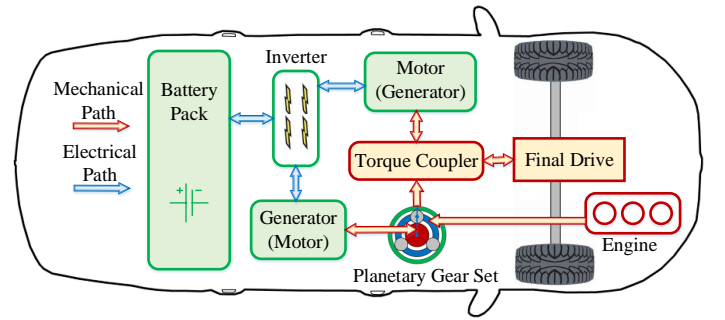 Mechanical
Path
Electrical
Path
Battery
Pack
+ -
Inverter
Motor
(Generator)
Torque Coupler
Final Drive
Generator
(Motor)
Planetary Gear Set
Engine